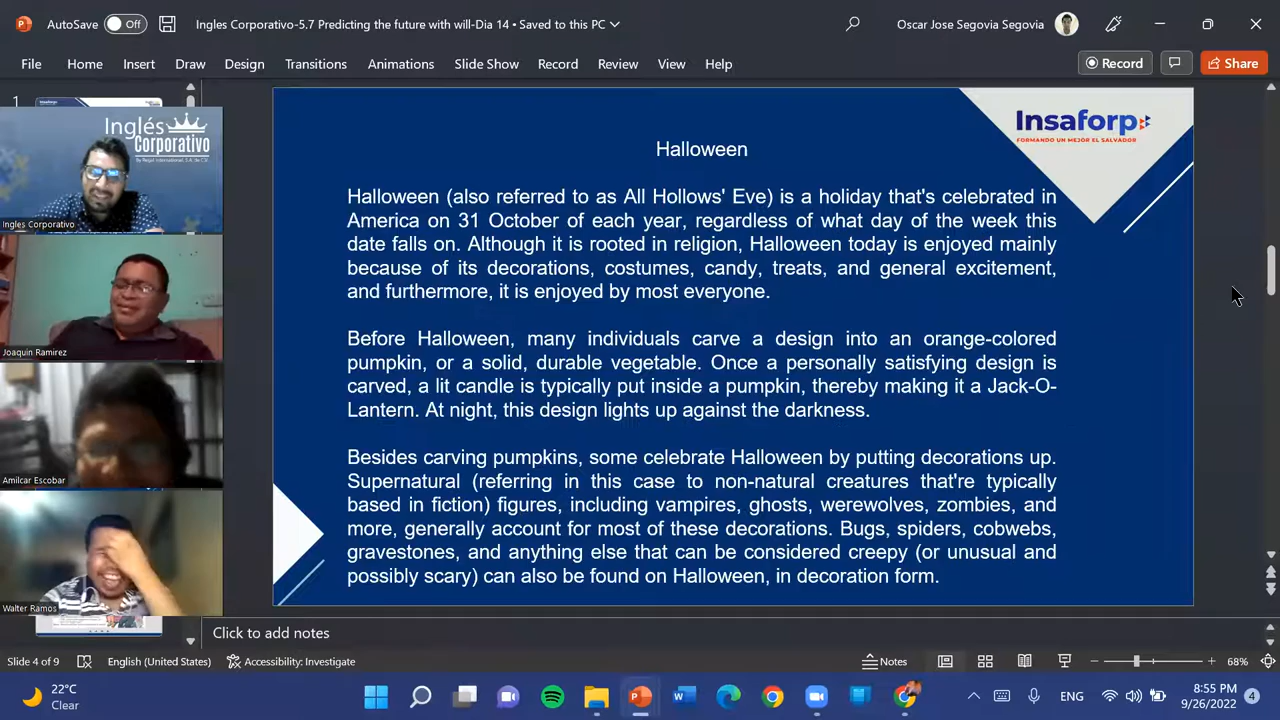 AutoSave Off Ingles Corporativo-5.7 Predicting the future with will-Dia 14 • Saved to this PC Oscar Jose Segovia Segovia
File Home Insert Draw Design Transitions Animations Slide Show Record Review View Help Record Share
1
Inglés
Corporativo
Ingles Corporativo
Joaquin Ramirez
Amilcar Escobar
Walter Ramos
Insaforp
FORMANDO UN MEJOR EL SALVADOR
Halloween
Halloween (also referred to as All Hollows' Eve) is a holiday that's celebrated in
America on 31 October of each year, regardless of what day of the week this
date falls on. Although it is rooted in religion, Halloween today is enjoyed mainly
because of its decorations, costumes, candy, treats, and general excitement,
and furthermore, it is enjoyed by most everyone.
Before Halloween, many individuals carve a design into an orange-colored
pumpkin, or a solid, durable vegetable. Once a personally satisfying design is
carved, a lit candle is typically put inside a pumpkin, thereby making it a Jack-O-
Lantern. At night, this design lights up against the darkness.
Besides carving pumpkins, some celebrate Halloween by putting decorations up.
Supernatural (referring in this case to non-natural creatures that're typically
based in fiction) figures, including vampires, ghosts, werewolves, zombies, and
more, generally account for most of these decorations. Bugs, spiders, cobwebs,
gravestones, and anything else that can be considered creepy (or unusual and
possibly scary) can also be found on Halloween, in decoration form.
Click to add notes
Slide 4 of 9 English (United States) Accessibility: Investigate Notes 68%
22°C
Clear
ENG
8:55 PM
9/26/2022
4